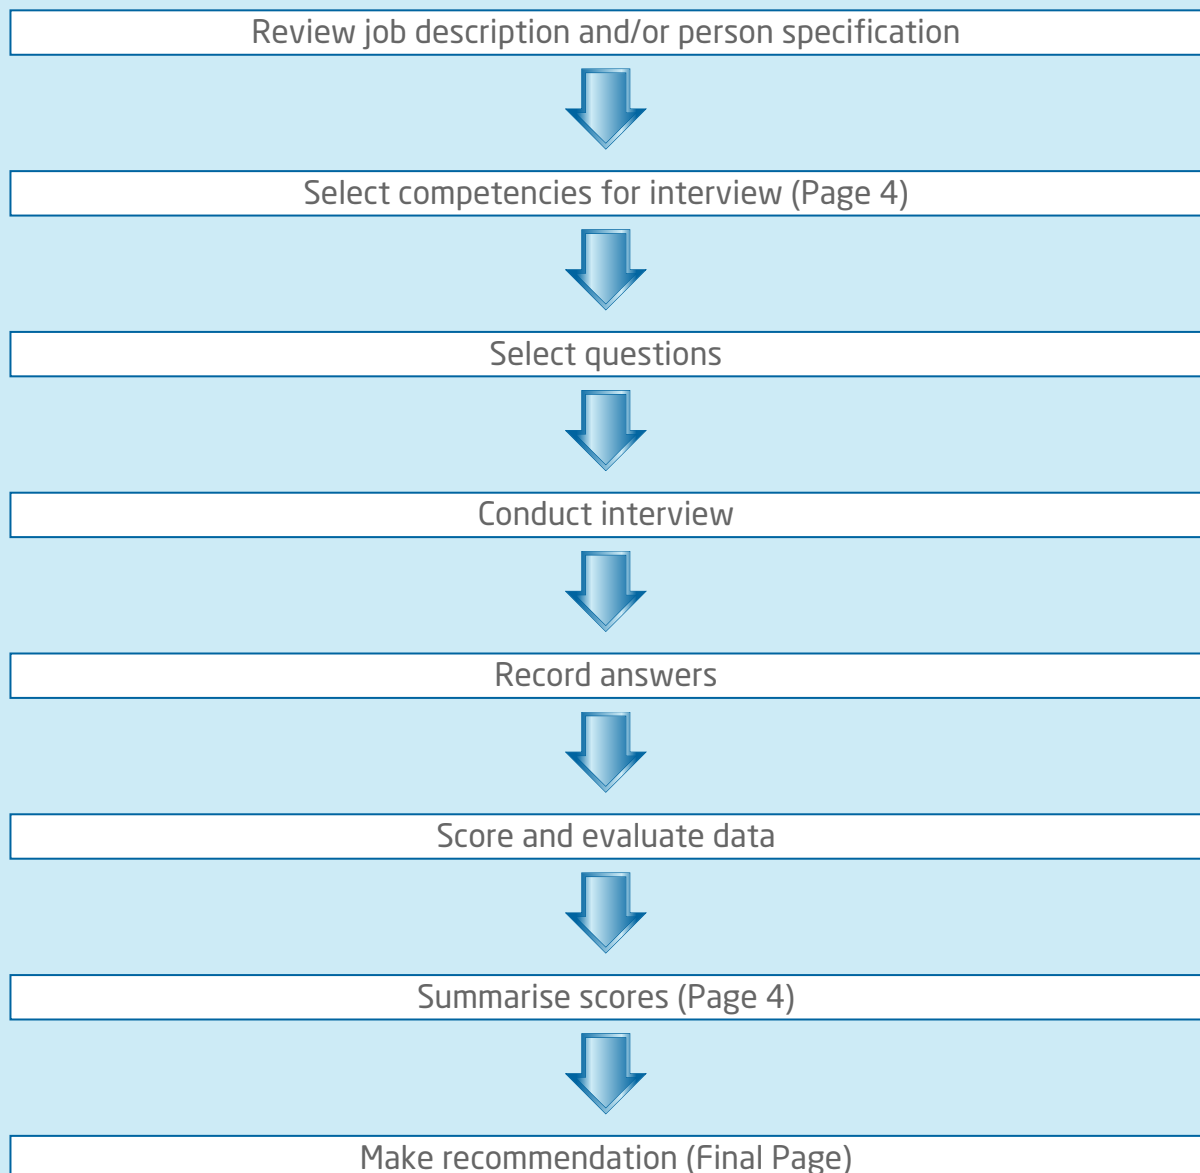 Review job description and/or person specification
Select competencies for interview (Page 4)
Select questions
Conduct interview
Record answers
Score and evaluate data
Summarise scores (Page 4)
Make recommendation (Final Page)